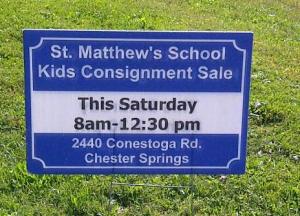 St. Matthew's School
Kids Consignment Sale
This Saturday
8am-12:30 pm
2440 Conestoga Rd.
Chester Springs